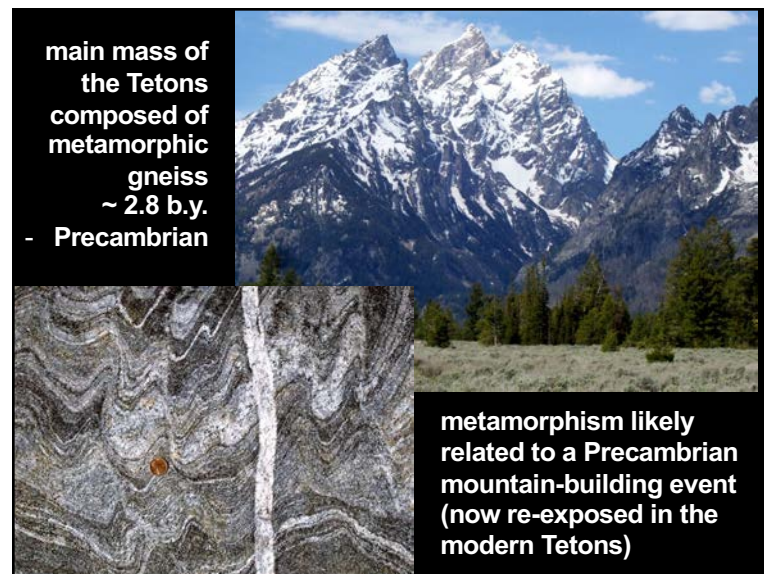 main mass of
the Tetons
composed of
metamorphic
gneiss
~ 2.8 b.y.
- Precambrian
metamorphism likely
related to a Precambrian
mountain-building event
(now re-exposed in the
modern Tetons)